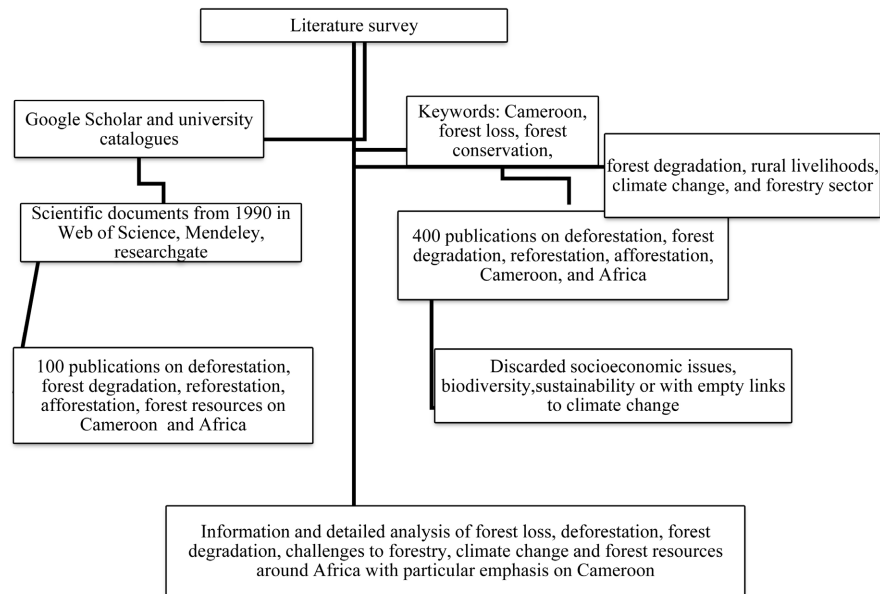 Literature survey
Google Scholar and university
catalogues
Keywords: Cameroon,
forest loss, forest
conservation,
forest degradation, rural livelihoods,
climate change, and forestry sector
Scientific documents from 1990 in
Web of Science, Mendeley,
researchgate
400 publications on deforestation, forest
degradation, reforestation, afforestation,
Cameroon, and Africa
100 publications on deforestation,
forest degradation, reforestation,
afforestation, forest resources on
Cameroon and Africa
Discarded socioeconomic issues,
biodiversity,sustainability or with empty links
to climate change
Information and detailed analysis of forest loss, deforestation, forest
degradation, challenges to forestry, climate change and forest resources
around Africa with particular emphasis on Cameroon